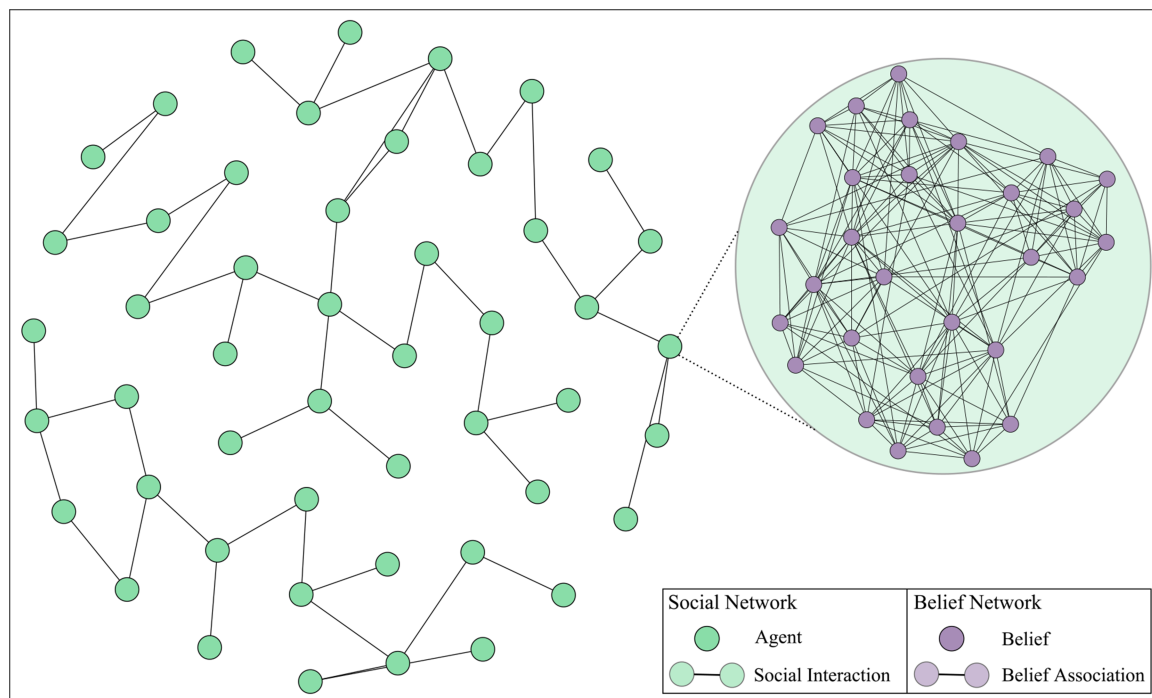 Social Network
Agent
Social Interaction
Belief Network
Belief
Belief Association